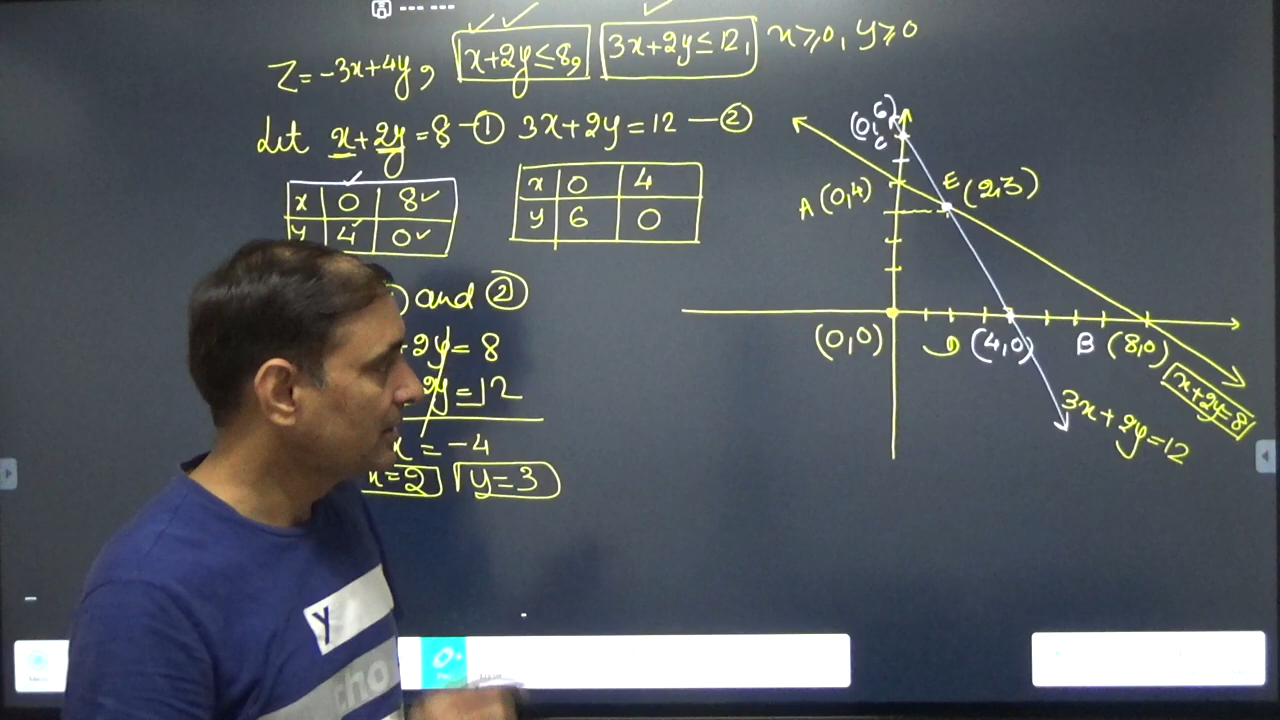 Z=-3x+4y, x+2y≤8, 3x+2y≤12, x≥0, y≥0
Let x+2y=8 -① 3x+2y=12 -②
x 0 8
y 4 0
x 0 4
y 6 0
and ②
2y=8
2y=12
x=-4
x=2 y=3
(0,6)
C
A (0,4)
E (2,3)
(0,0)
D (4,0)
B (8,0)
x+2y=8
3x+2y=12
Y
cho